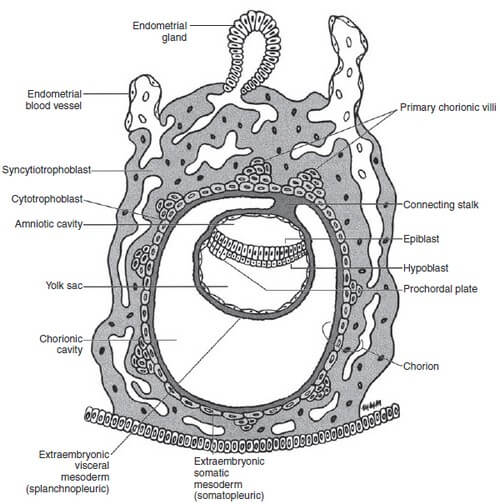 Endometrial
gland
Endometrial
blood vessel
Primary chorionic villi
Syncytiotrophoblast
Cytotrophoblast
Connecting stalk
Amniotic cavity
Epiblast
Hypoblast
Yolk sac
Prochordal plate
Chorionic
cavity
Chorion
Extraembryonic
visceral
mesoderm
(splanchnopleuric)
Extraembryonic
somatic
mesoderm
(somatopleuric)